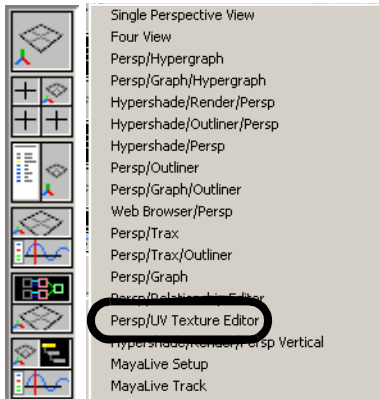 Single Perspective View
Four View
Persp/Hypergraph
Persp/Graph/Hypergraph
Hypershade/Render/Persp
Hypershade/Outliner/Persp
Hypershade/Persp
Persp/Outliner
Persp/Graph/Outliner
Web Browser/Persp
Persp/Trax
Persp/Trax/Outliner
Persp/Graph
Persp/Relationship Editor
Persp/UV Texture Editor
Hypershade/Render/Persp Vertical
MayaLive Setup
MayaLive Track